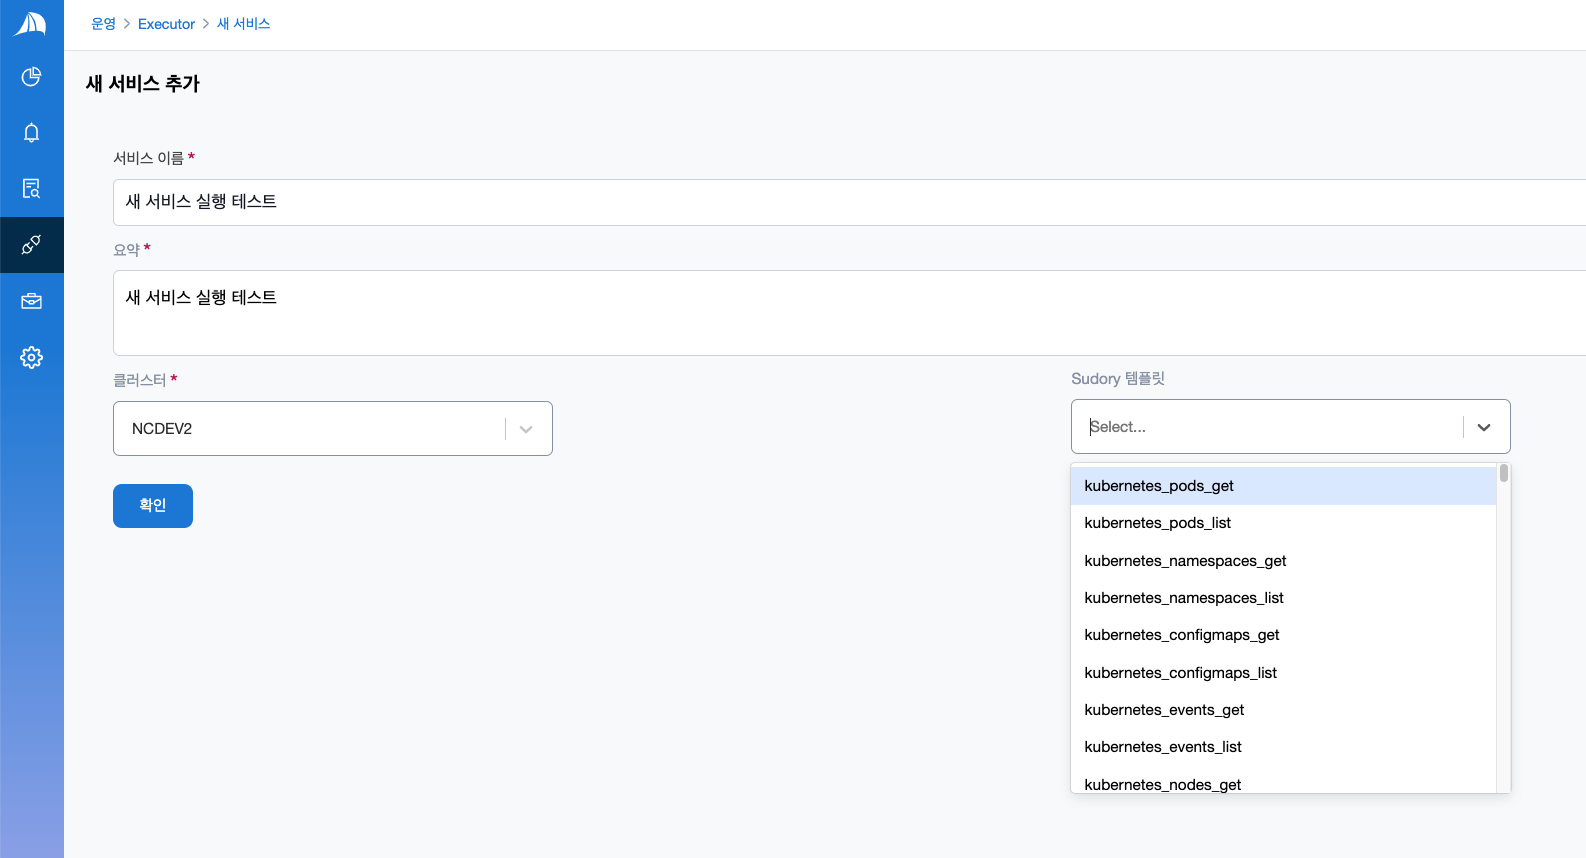 운영 > Executor > 새 서비스
새 서비스 추가
서비스 이름 *
새 서비스 실행 테스트
요약 *
새 서비스 실행 테스트
클러스터 *
NCDEV2
Sudory 템플릿
Select...
kubernetes_pods_get
kubernetes_pods_list
kubernetes_namespaces_get
kubernetes_namespaces_list
kubernetes_configmaps_get
kubernetes_configmaps_list
kubernetes_events_get
kubernetes_events_list
kubernetes_nodes_get
확인